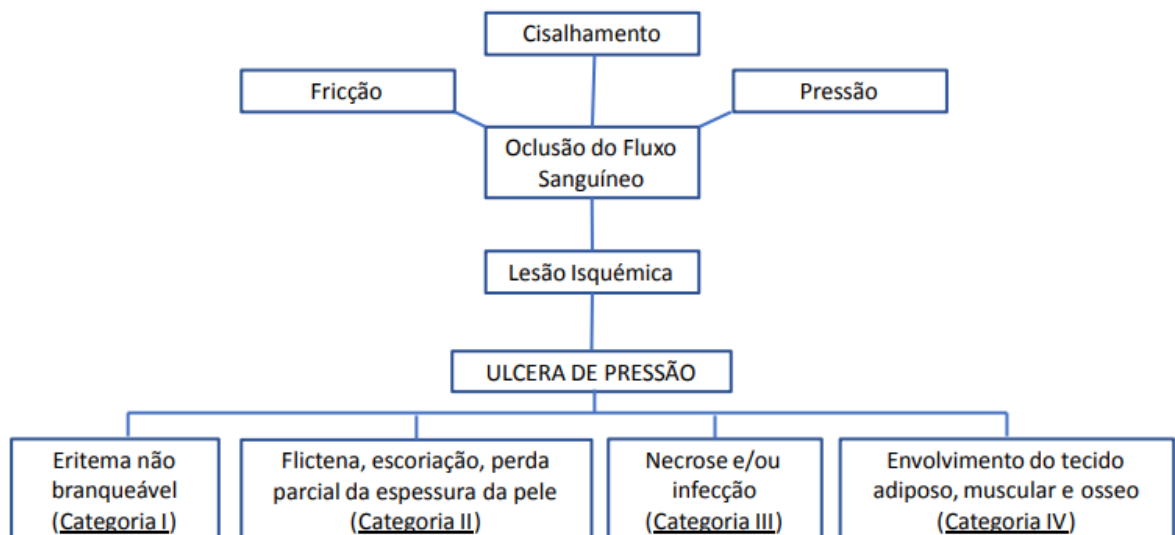 Cisalhamento
Fricção
Pressão
Oclusão do Fluxo
Sanguíneo
Lesão Isquémica
ULCERA DE PRESSÃO
Eritema não
branqueável
(Categoria I)
Flictena, escoriação, perda
parcial da espessura da pele
(Categoria II)
Necrose e/ou
infecção
(Categoria III)
Envolvimento do tecido
adiposo, muscular e osseo
(Categoria IV)